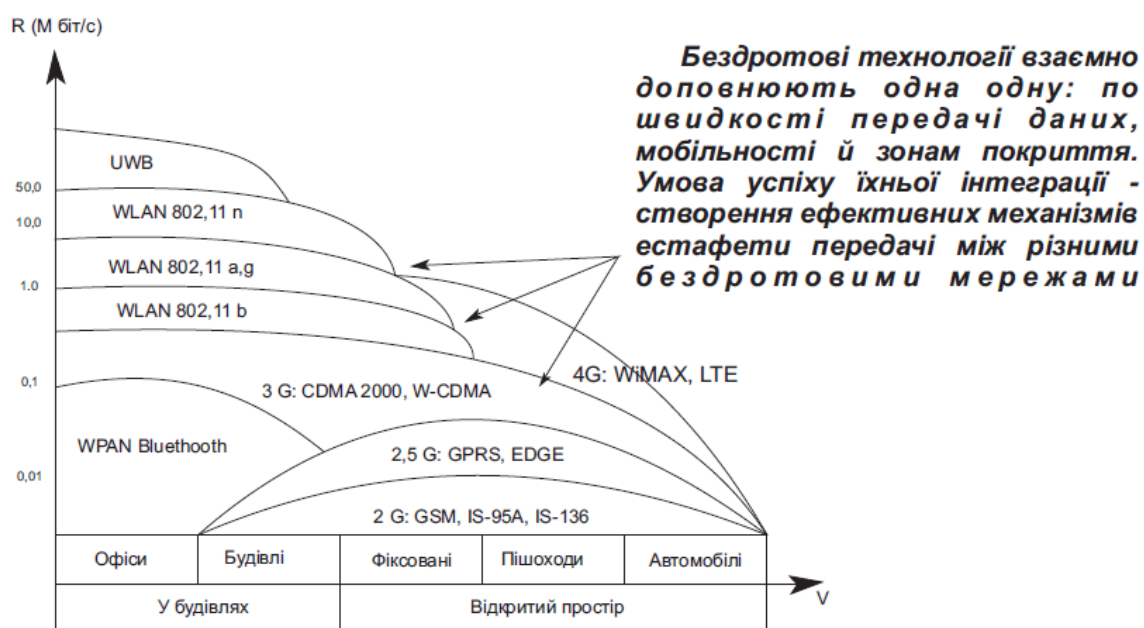 R (М біт/с)
Бездротові технології взаємно
доповнюють одна одну: по
швидкості передачі даних,
мобільності й зонам покриття.
Умова успіху їхньої інтеграції -
створення ефективних механізмів
естафети передачі між різними
бездротовими мережами
UWB
50,0
WLAN 802,11 n
10,0
WLAN 802,11 a,g
1.0
WLAN 802,11 b
0,1
4G: WiMAX, LTE
3 G: CDMA 2000, W-CDMA
WPAN Bluethooth
2,5 G: GPRS, EDGE
0,01
2 G: GSM, IS-95A, IS-136
Офіси
Будівлі
Фіксовані
Пішоходи
Автомобілі
V
У будівлях
Відкритий простір